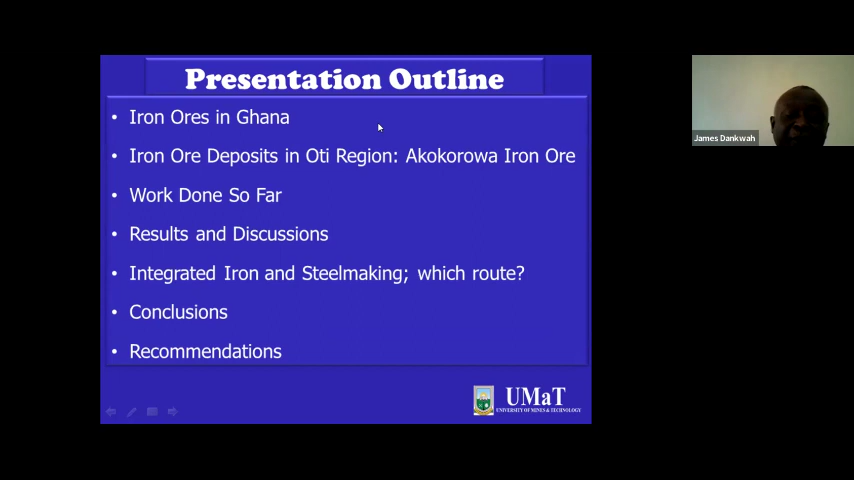 Presentation Outline
• Iron Ores in Ghana
• Iron Ore Deposits in Oti Region: Akokorowa Iron Ore
• Work Done So Far
• Results and Discussions
• Integrated Iron and Steelmaking; which route?
• Conclusions
• Recommendations
UMaT
UNIVERSITY OF MINES & TECHNOLOGY
James Dankwah